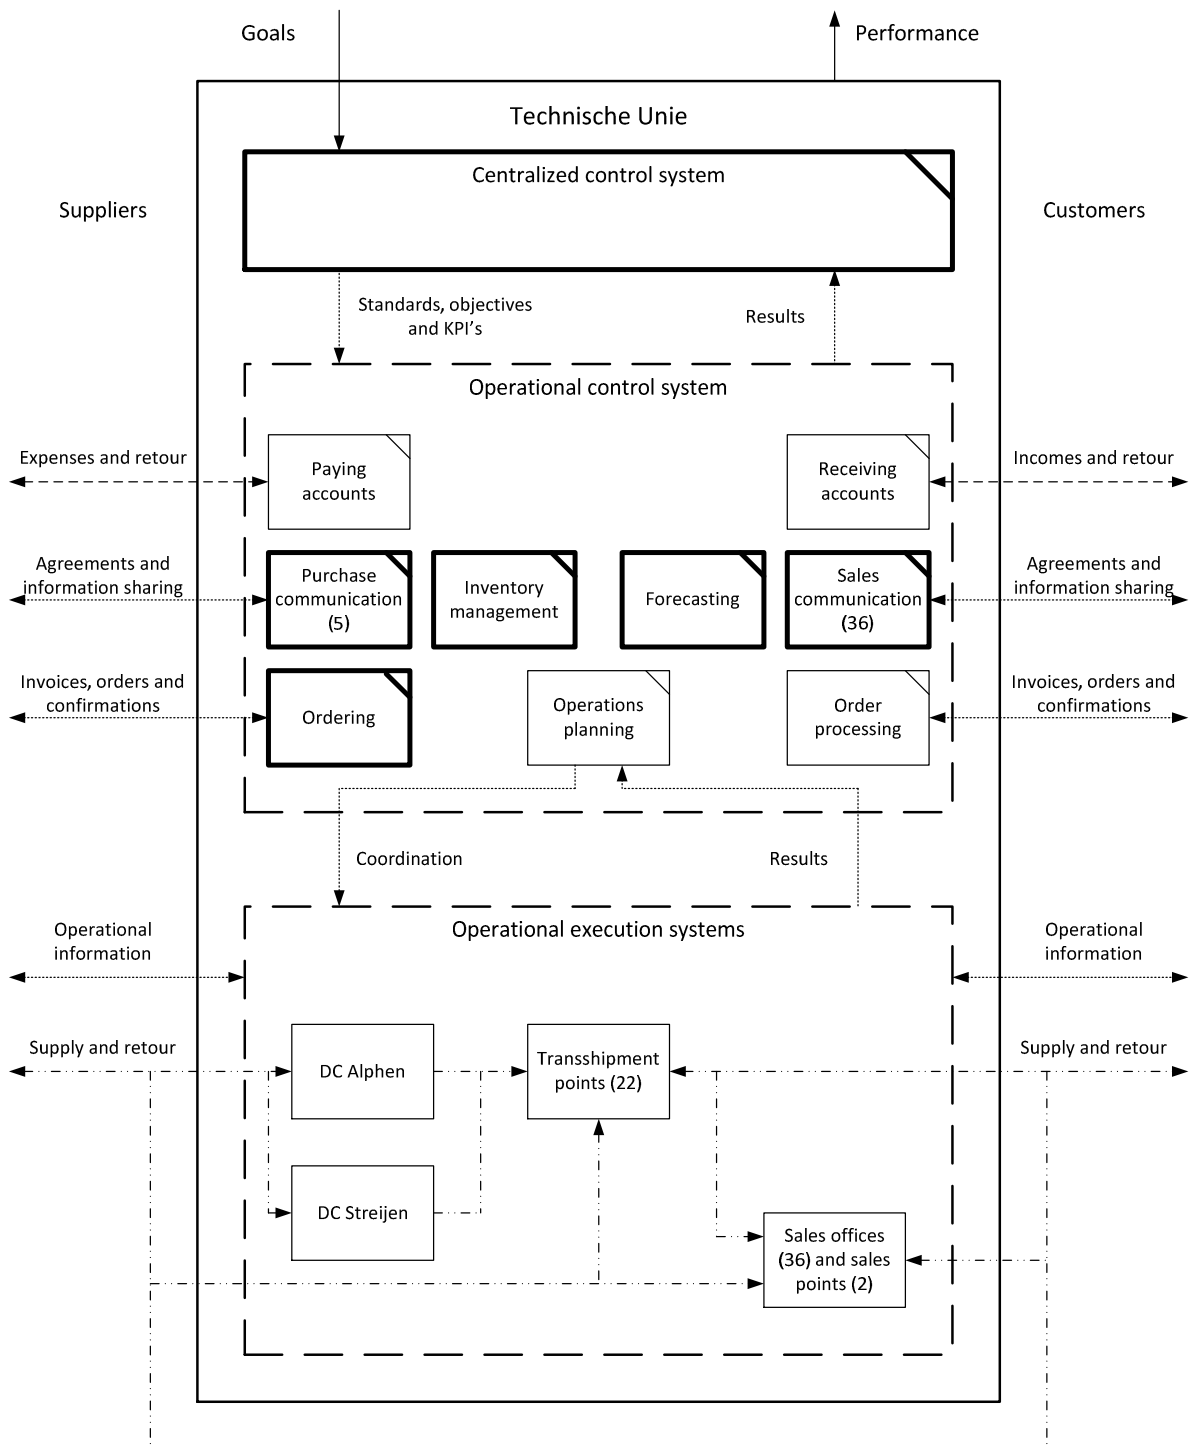 Goals
Performance
Technische Unie
Centralized control system
Suppliers
Customers
Standards, objectives
and KPI's
Results
Operational control system
Expenses and retour
Paying
accounts
Receiving
accounts
Incomes and retour
Agreements and
information sharing
Purchase
communication
(5)
Inventory
management
Forecasting
Sales
communication
(36)
Agreements and
information sharing
Invoices, orders and
confirmations
Ordering
Operations
planning
Order
processing
Invoices, orders and
confirmations
Coordination
Results
Operational
information
Operational execution systems
Operational
information
Supply and retour
DC Alphen
Transshipment
points (22)
Supply and retour
DC Streijen
Sales offices
(36) and sales
points (2)